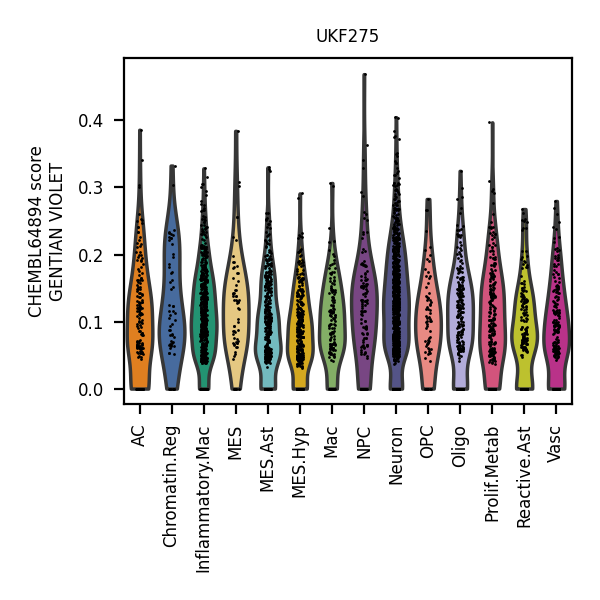 UKF275
CHEMBL64894 score
GENTIAN VIOLET
0.4
0.3
0.2
0.1
0.0
AC
Chromatin.Reg
Inflammatory.Mac
MES
MES.Ast
MES.Hyp
Mac
NPC
Neuron
OPC
Oligo
Prolif.Metab
Reactive.Ast
Vasc